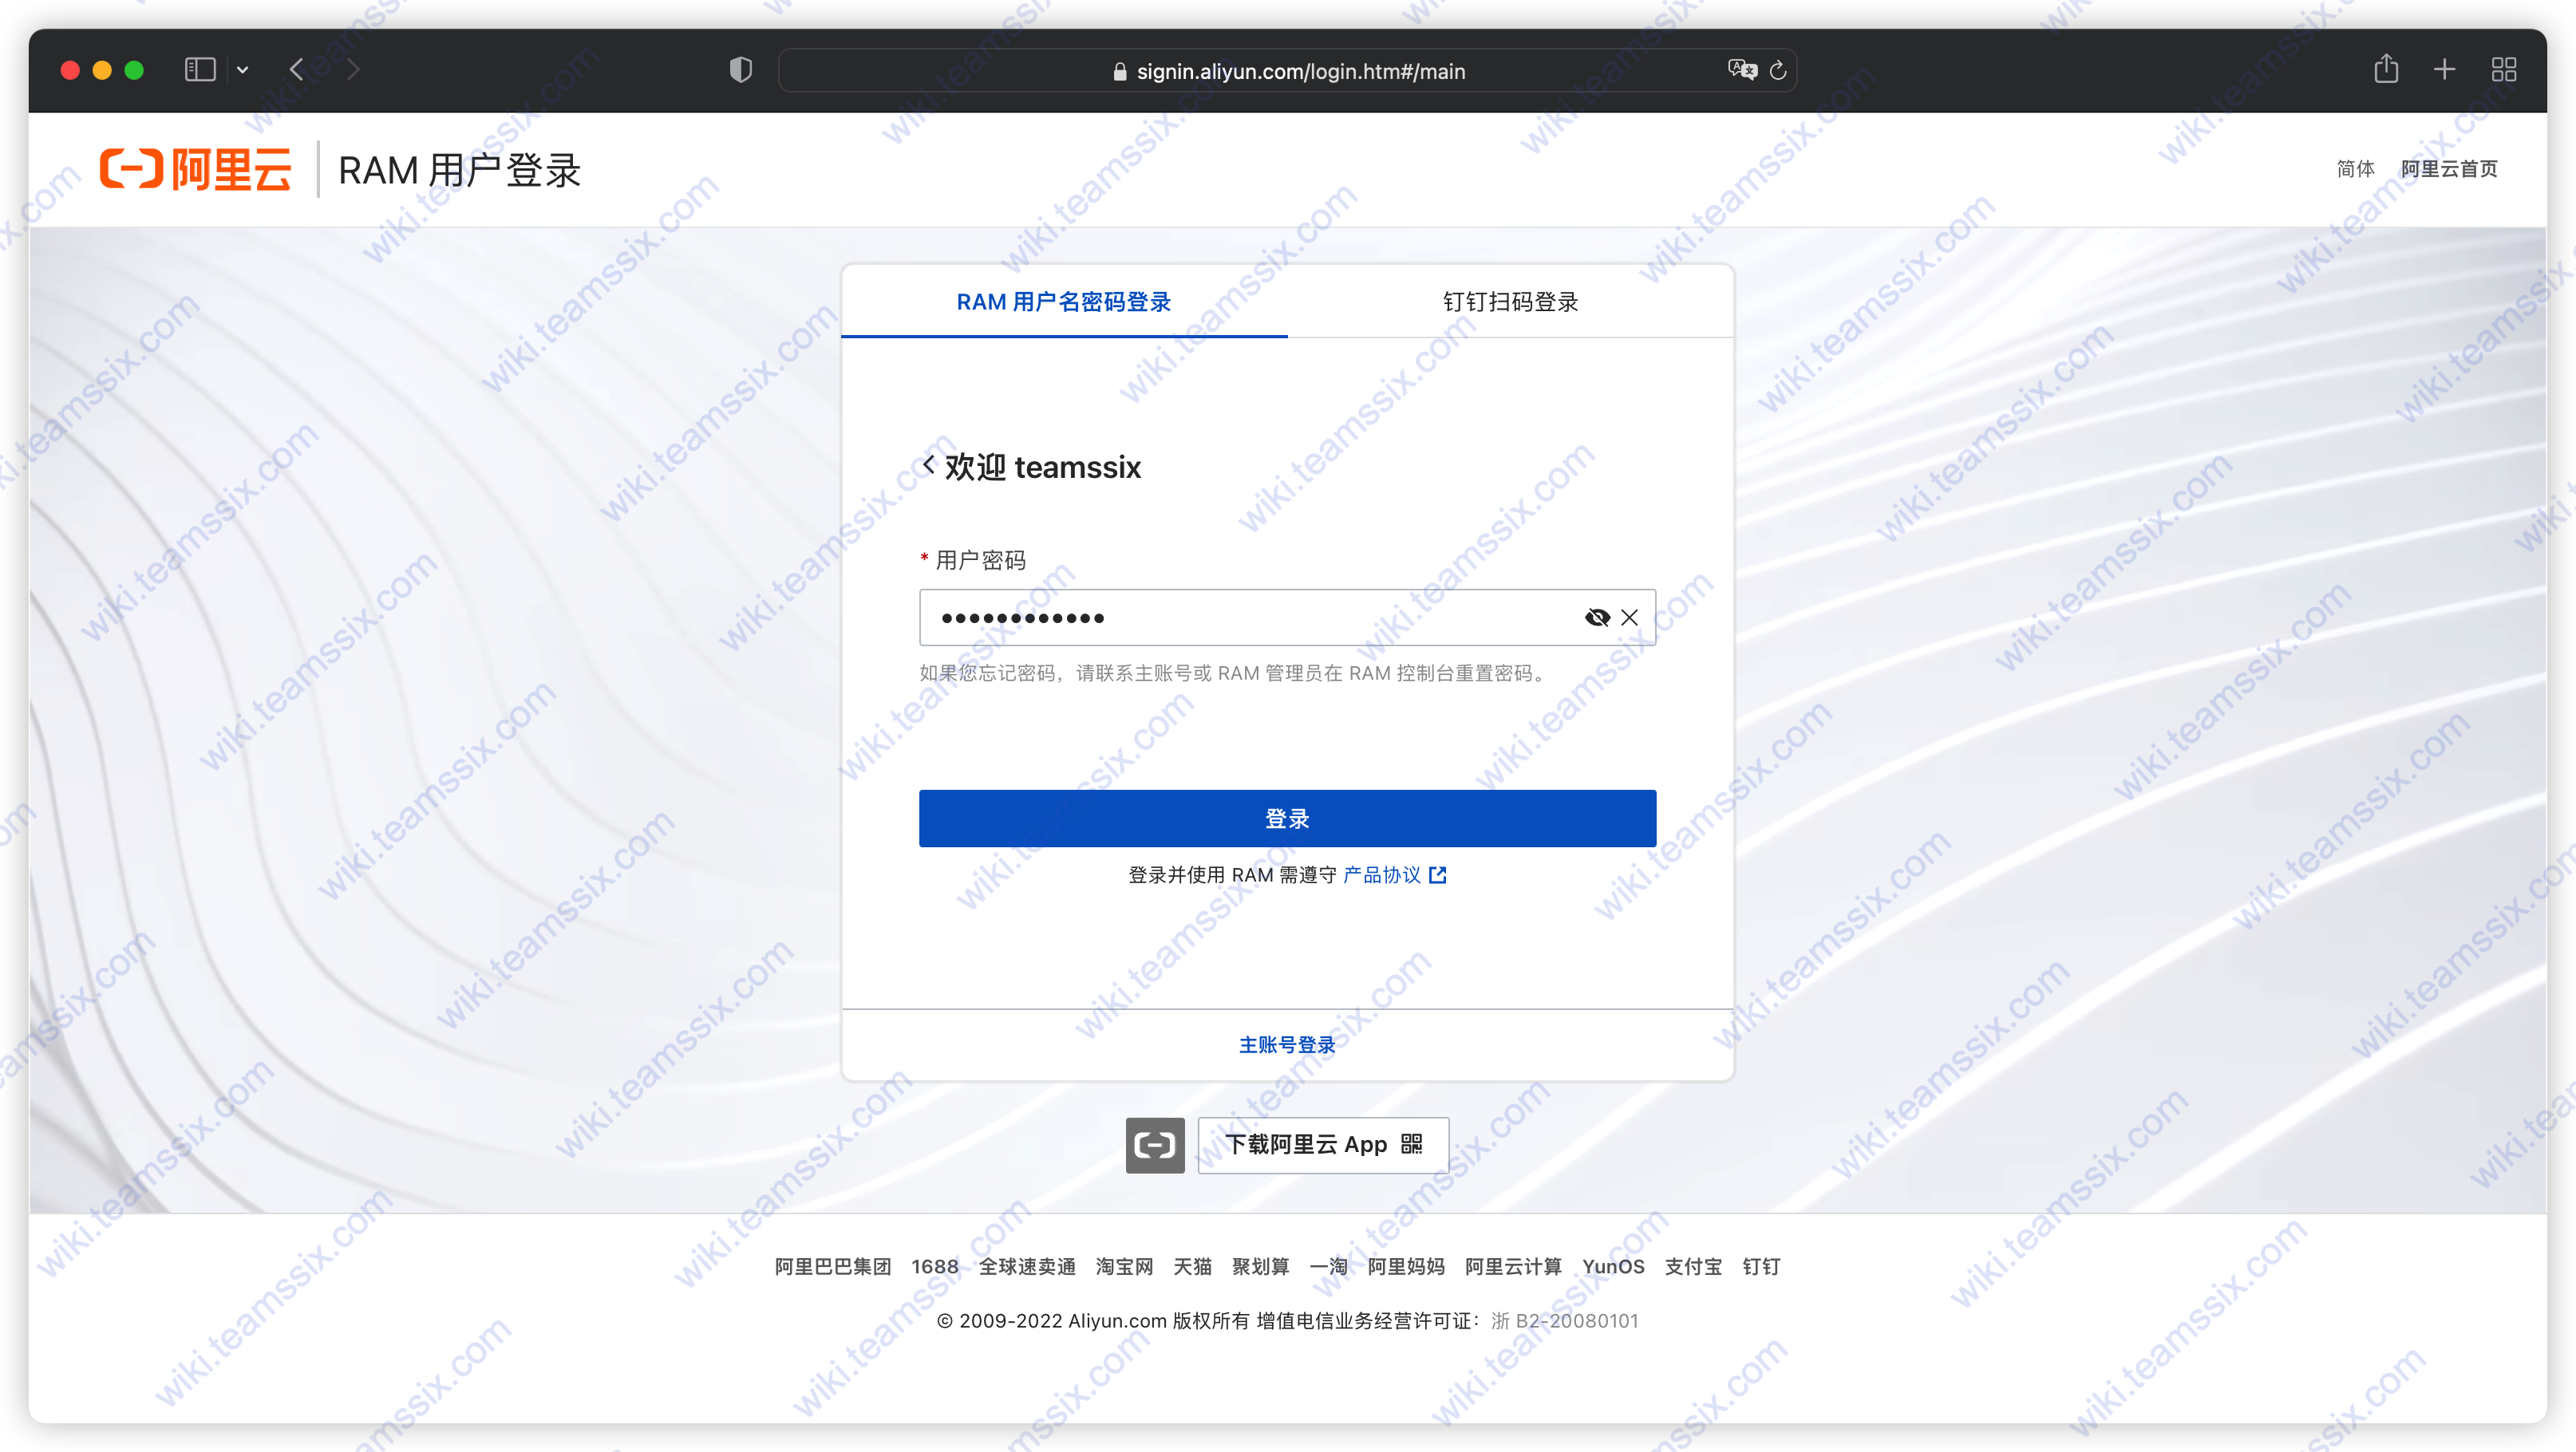 signin.aliyun.com/login.htm#/main
阿里云 RAM 用户登录
简体 阿里云首页
RAM 用户名密码登录 钉钉扫码登录
欢迎 teamssix
* 用户密码
如果您忘记密码，请联系主账号或 RAM 管理员在 RAM 控制台重置密码。
登录
登录并使用 RAM 需遵守 产品协议
主账号登录
下载阿里云 App
阿里巴巴集团 1688 全球速卖通 淘宝网 天猫 聚划算 一淘 阿里妈妈 阿里云计算 YunOS 支付宝 钉钉
© 2009-2022 Aliyun.com 版权所有 增值电信业务经营许可证：浙 B2-20080101
wiki.teamssix.com